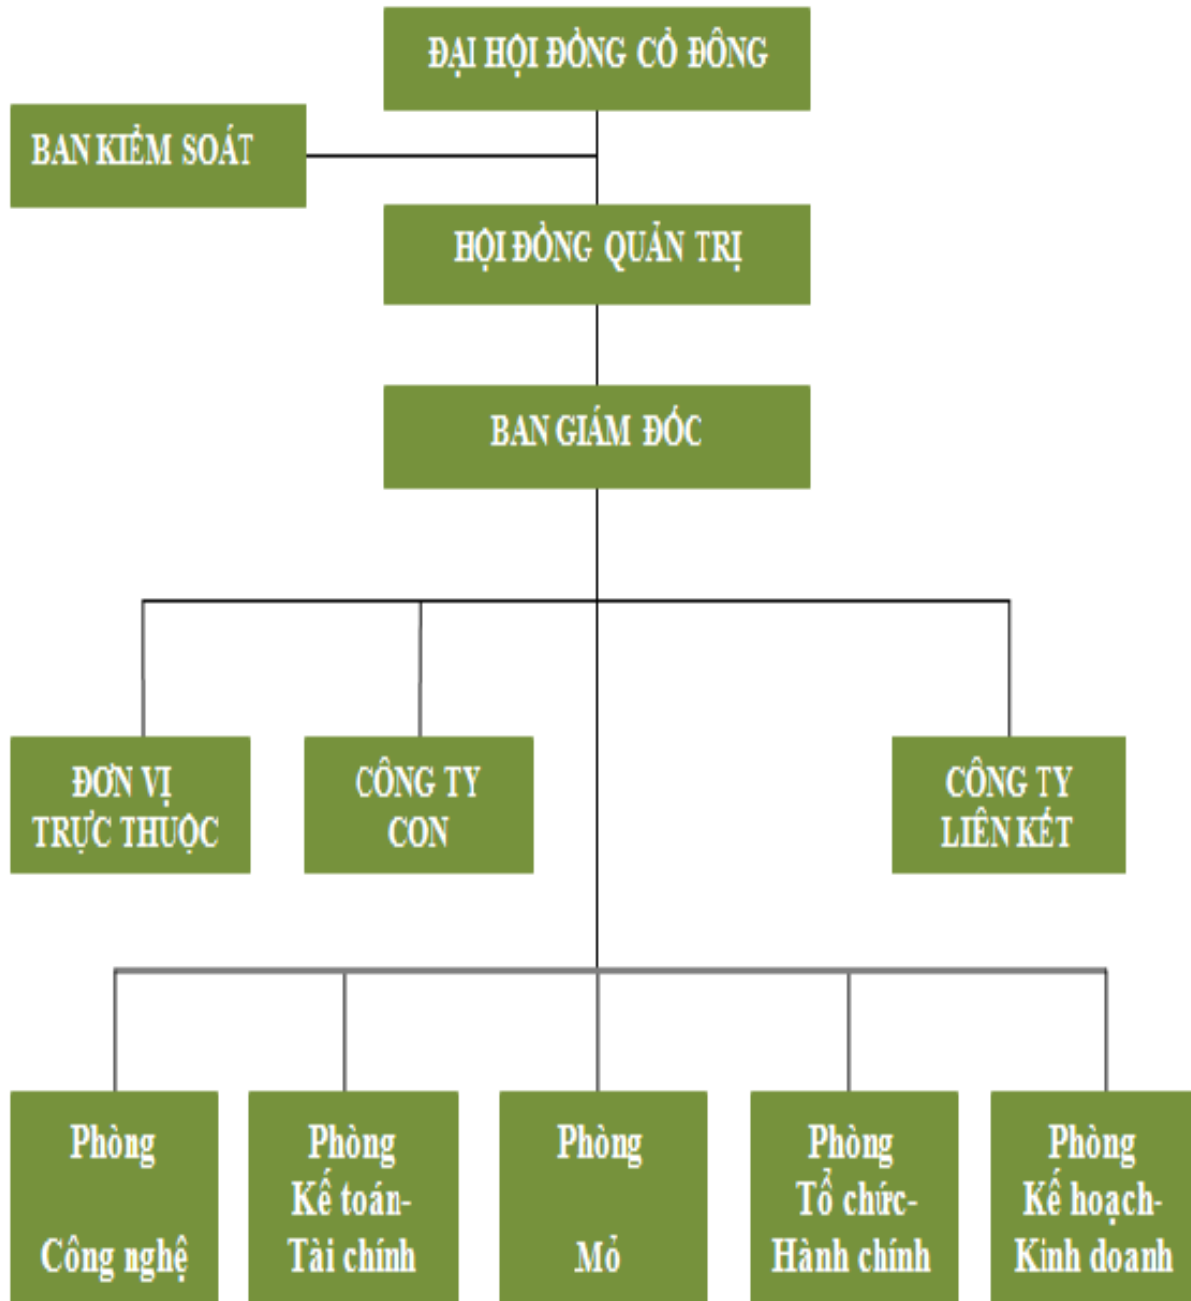 ĐẠI HỘI ĐỒNG CỔ ĐÔNG
BAN KIỂM SOÁT
HỘI ĐỒNG QUẢN TRỊ
BAN GIÁM ĐỐC
ĐƠN VỊ
TRỰC THUỘC
CÔNG TY
CON
CÔNG TY
LIÊN KẾT
Phòng
Công nghệ
Phòng
Kế toán-
Tài chính
Phòng
Mỏ
Phòng
Tổ chức-
Hành chính
Phòng
Kế hoạch-
Kinh doanh